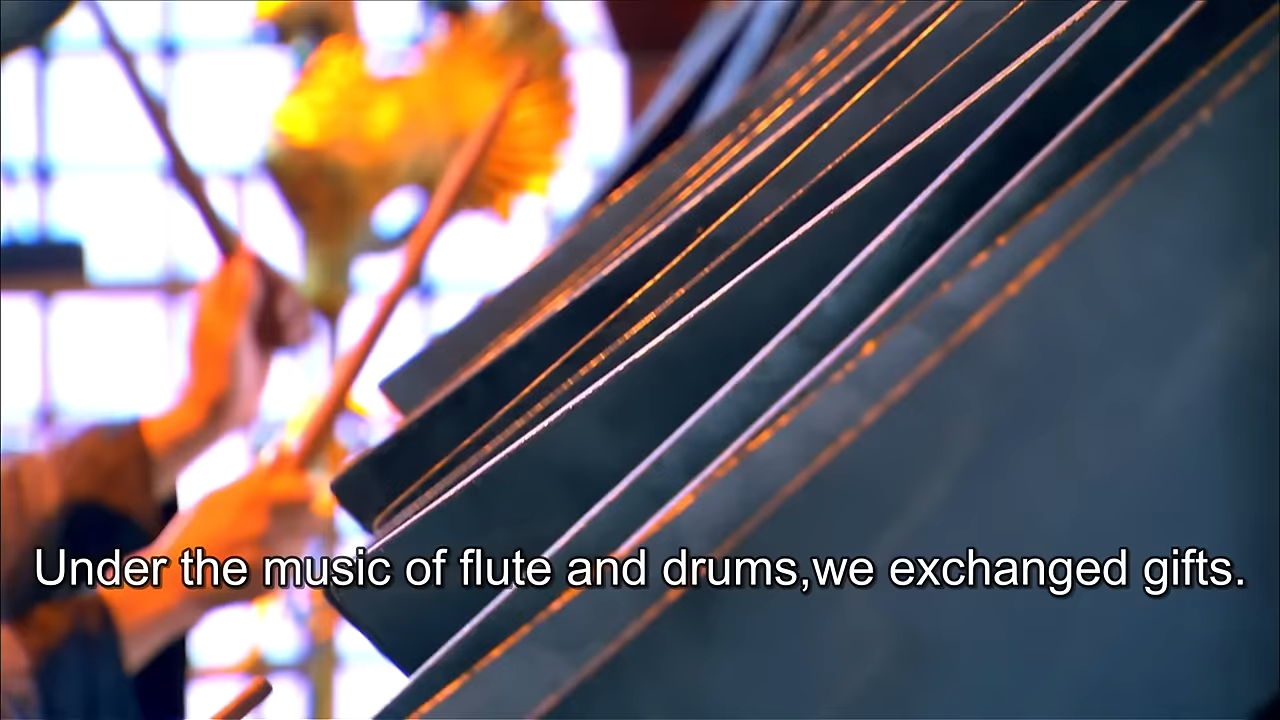 Under the music of flute and drums,we exchanged gifts.